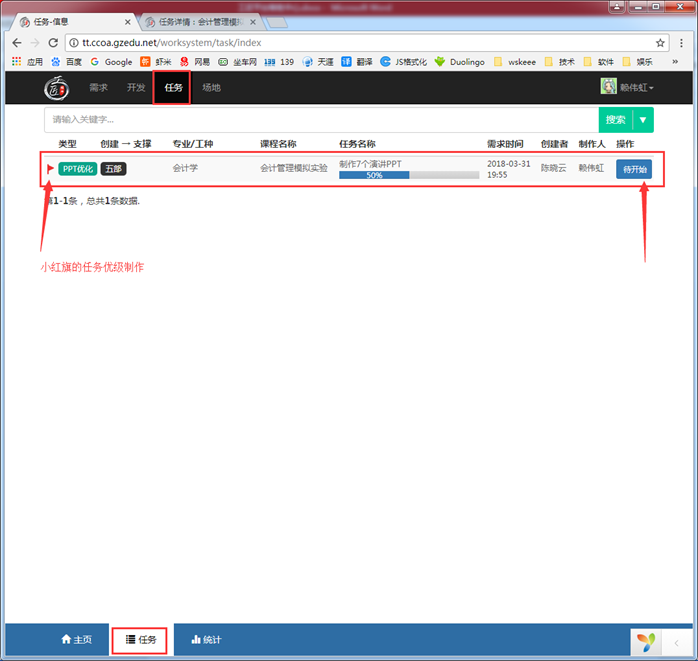 任务-信息
任务详情：会计管理模拟
tt.ccoa.gzedu.net/worksystem/task/index
应用 百度 Google 虾米 网易 坐车网 139 139 天涯 译 翻译 JS格式化 Duolingo wskeee 技术 软件 娱乐 »
需求 开发 任务 场地 赖伟虹
请输入关键字... 搜索
类型 创建 → 支撑 专业/工种 课程名称 任务名称 需求时间 创建者 制作人 操作
PPT优化 五部 会计学 会计管理模拟实验 制作7个演讲PPT 2018-03-31 陈晓云 赖伟虹 待开始
50% 19:55
第1-1条，总共1条数据.
小红旗的任务优级制作
主页 任务 统计